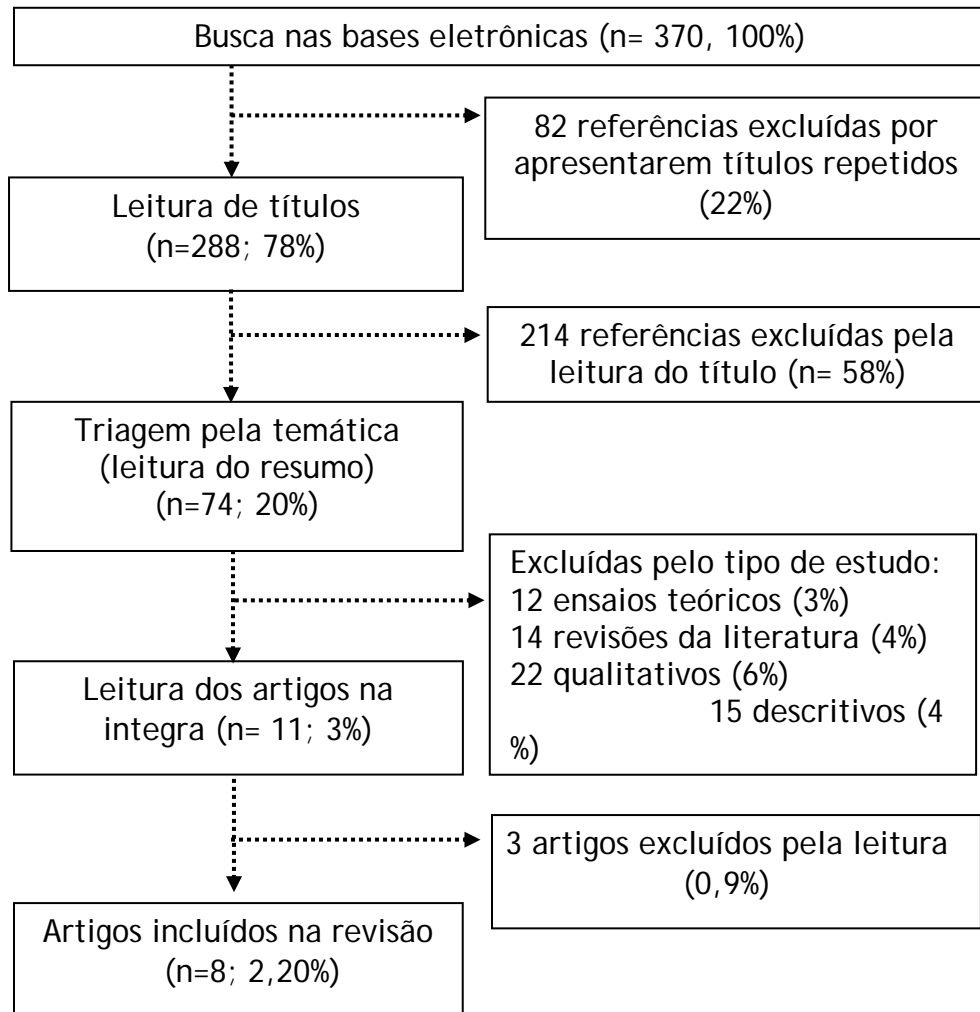 Busca nas bases eletrônicas (n= 370, 100%)
82 referências excluídas por
apresentarem títulos repetidos
(22%)
Leitura de títulos
(n=288; 78%)
214 referências excluídas pela
leitura do título (n= 58%)
Triagem pela temática
(leitura do resumo)
(n=74; 20%)
Excluídas pelo tipo de estudo:
12 ensaios teóricos (3%)
14 revisões da literatura (4%)
22 qualitativos (6%)
15 descritivos (4
%)
Leitura dos artigos na
integra (n= 11; 3%)
3 artigos excluídos pela leitura
(0,9%)
Artigos incluídos na revisão
(n=8; 2,20%)